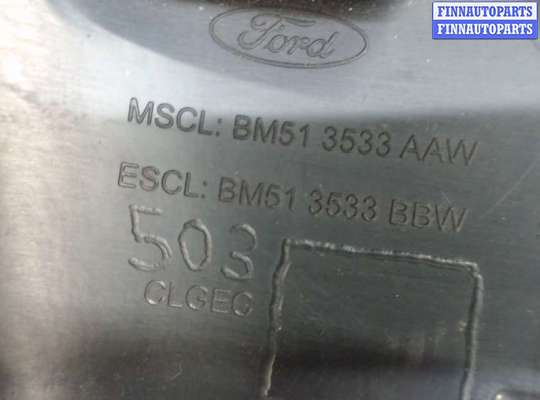 FINNAUTOPARTS
FINNAUTOPARTS
Ford
MSCL: BM51 3533 AAW
ESCL: BM51 3533 BBW
503
CLGEC